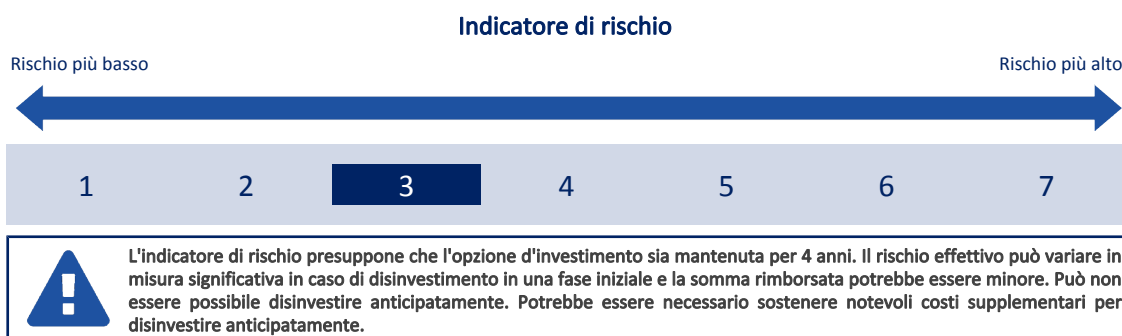 Indicatore di rischio
Rischio più basso
Rischio più alto
1 2 3 4 5 6 7
L'indicatore di rischio presuppone che l'opzione d'investimento sia mantenuta per 4 anni. Il rischio effettivo può variare in
misura significativa in caso di disinvestimento in una fase iniziale e la somma rimborsata potrebbe essere minore. Può non
essere possibile disinvestire anticipatamente. Potrebbe essere necessario sostenere notevoli costi supplementari per
disinvestire anticipatamente.